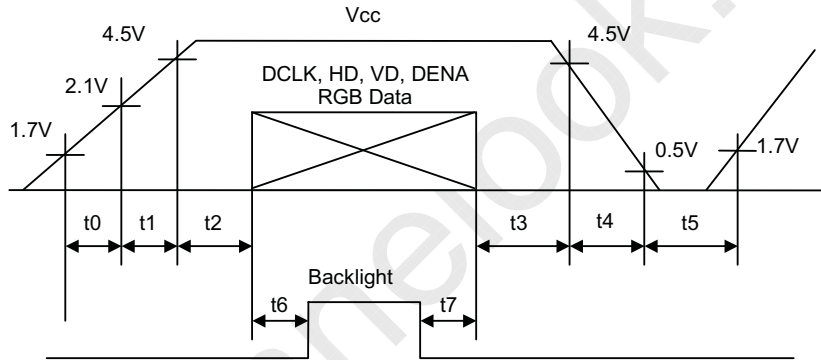 Vcc
4.5V
4.5V
DCLK, HD, VD, DENA
RGB Data
2.1V
1.7V
0.5V
1.7V
t0
t1
t2
t3
t4
t5
Backlight
t6
t7